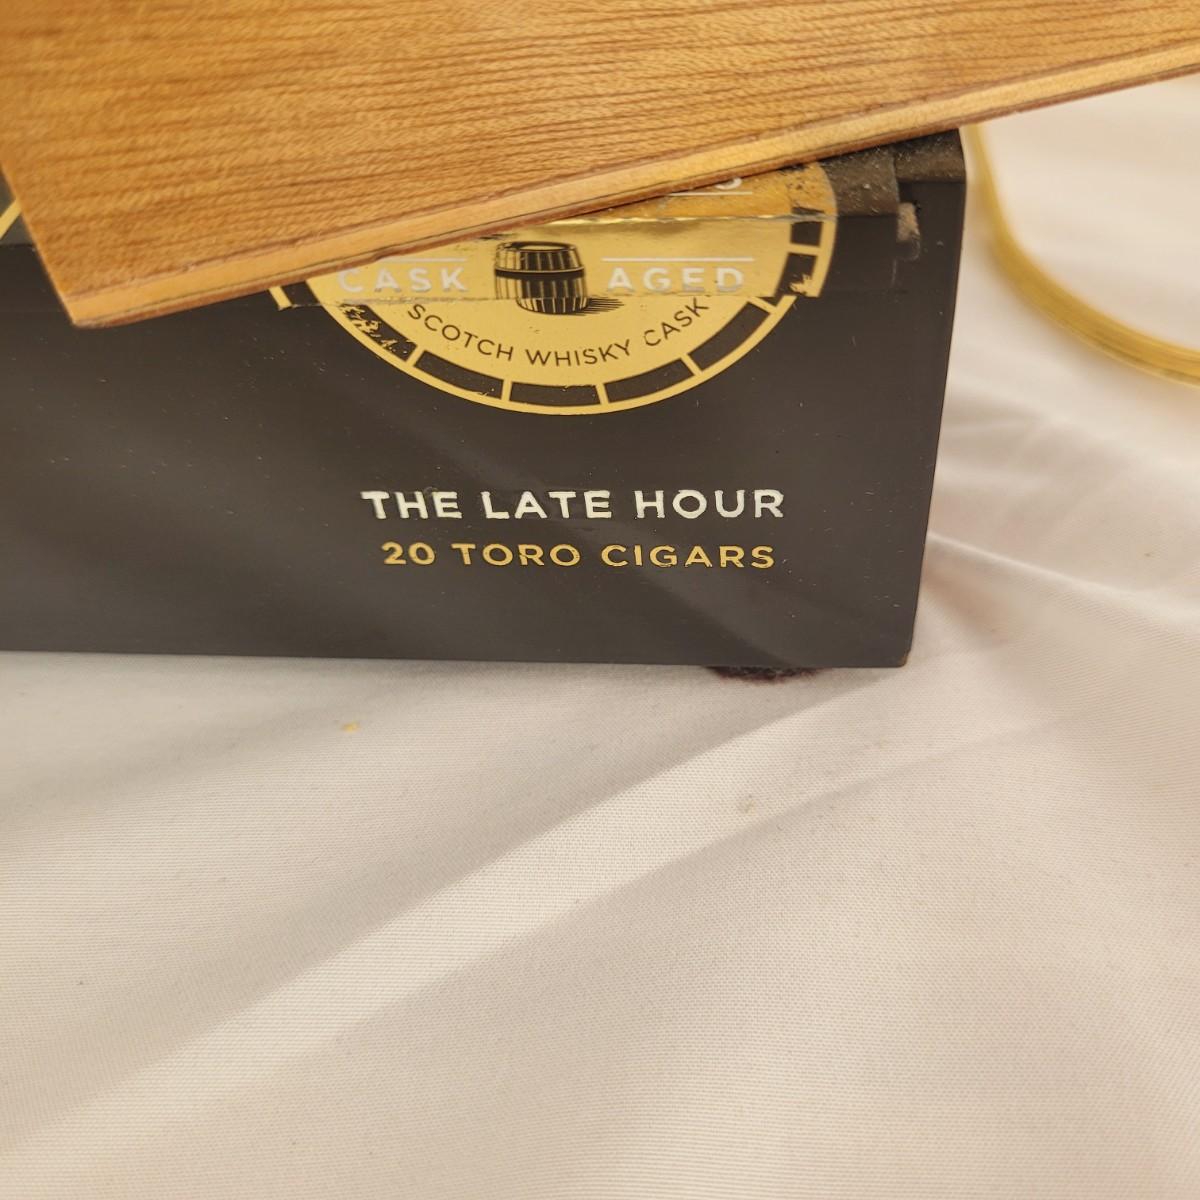 CASK AGED
SCOTCH WHISKY CASK
THE LATE HOUR
20 TORO CIGARS